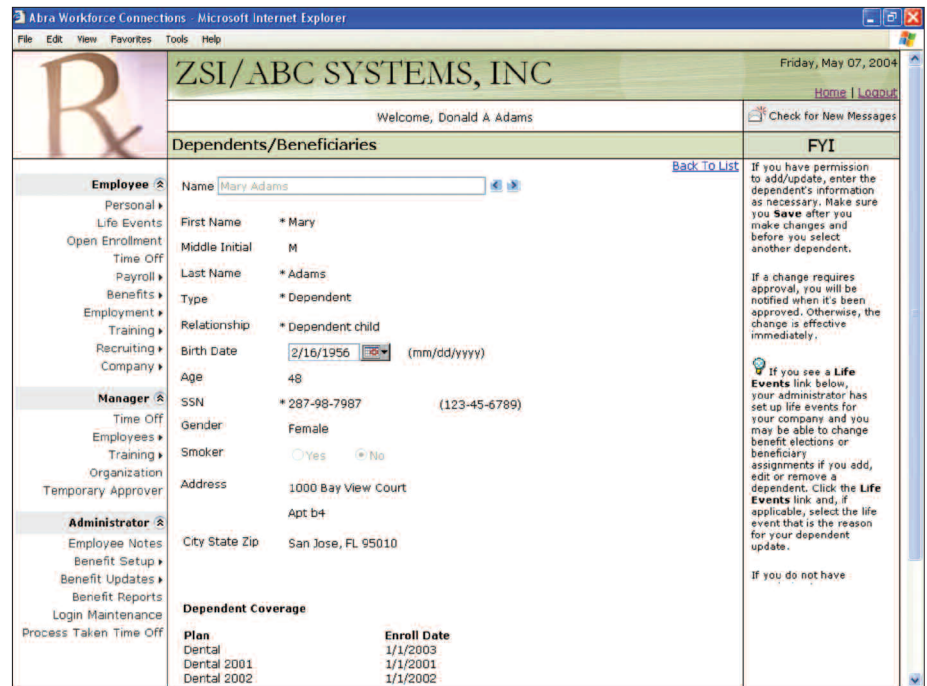 Abra Workforce Connections - Microsoft Internet Explorer
File Edit View Favorites Tools Help
Rx
ZSI/ABC SYSTEMS, INC
Friday, May 07, 2004
Home | Logout
Welcome, Donald A Adams
Check for New Messages
Dependents/Beneficiaries
FYI
Employee
Personal
Life Events
Open Enrollment
Time Off
Payroll
Benefits
Employment
Training
Recruiting
Company
Manager
Time Off
Employees
Training
Organization
Temporary Approver
Administrator
Employee Notes
Benefit Setup
Benefit Updates
Benefit Reports
Login Maintenance
Process Taken Time Off
Back To List
Name Mary Adams
First Name * Mary
Middle Initial M
Last Name * Adams
Type * Dependent
Relationship * Dependent child
Birth Date 2/16/1956 (mm/dd/yyyy)
Age 48
SSN * 287-98-7987 (123-45-6789)
Gender Female
Smoker Yes No
Address 1000 Bay View Court
Apt b4
City State Zip San Jose, FL 95010
Dependent Coverage
Plan Enroll Date
Dental 1/1/2003
Dental 2001 1/1/2001
Dental 2002 1/1/2002
If you have permission
to add/update, enter the
dependent's information
as necessary. Make sure
you Save after you
make changes and
before you select
another dependent.
If a change requires
approval, you will be
notified when it's been
approved. Otherwise, the
change is effective
immediately.
If you see a Life
Events link below,
your administrator has
set up life events for
your company and you
may be able to change
benefit elections or
beneficiary
assignments if you add,
edit or remove a
dependent. Click the Life
Events link and, if
applicable, select the life
event that is the reason
for your dependent
update.
If you do not have